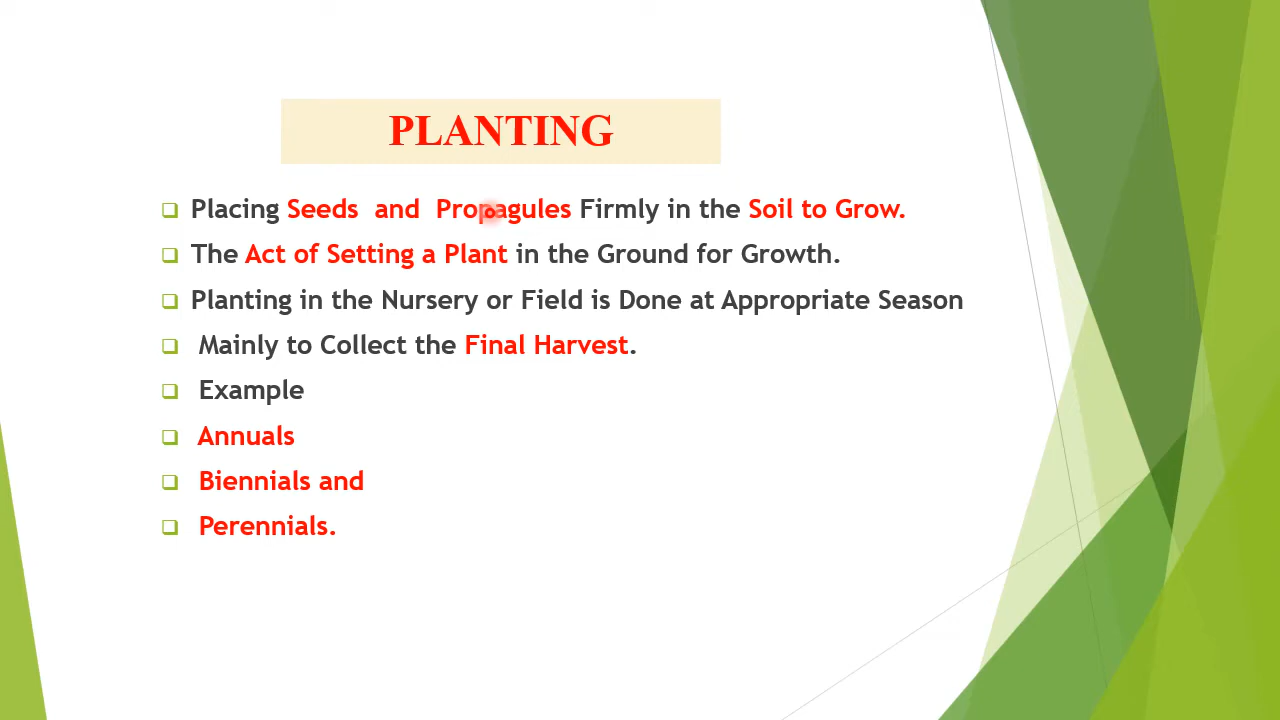 PLANTING
Placing Seeds and Propagules Firmly in the Soil to Grow.
The Act of Setting a Plant in the Ground for Growth.
Planting in the Nursery or Field is Done at Appropriate Season
Mainly to Collect the Final Harvest.
Example
Annuals
Biennials and
Perennials.